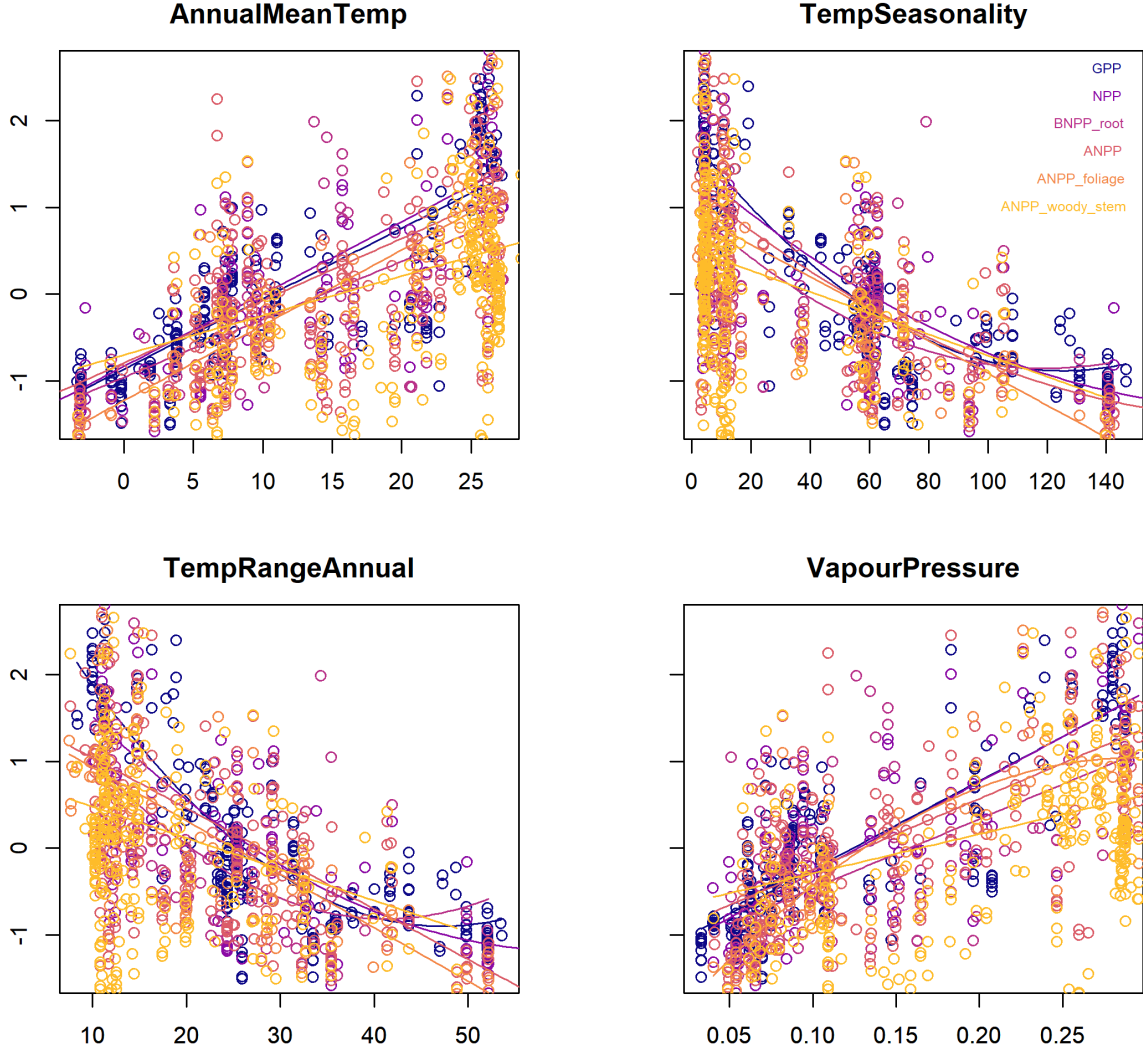 AnnualMeanTemp
2
1
0
-1
0 5 10 15 20 25
TempSeasonality
GPP
NPP
BNPP_root
ANPP
ANPP_foliage
ANPP_woody_stem
2
1
0
-1
0 20 40 60 80 100 120 140
TempRangeAnnual
2
1
0
-1
10 20 30 40 50
VapourPressure
2
1
0
-1
0.05 0.10 0.15 0.20 0.25